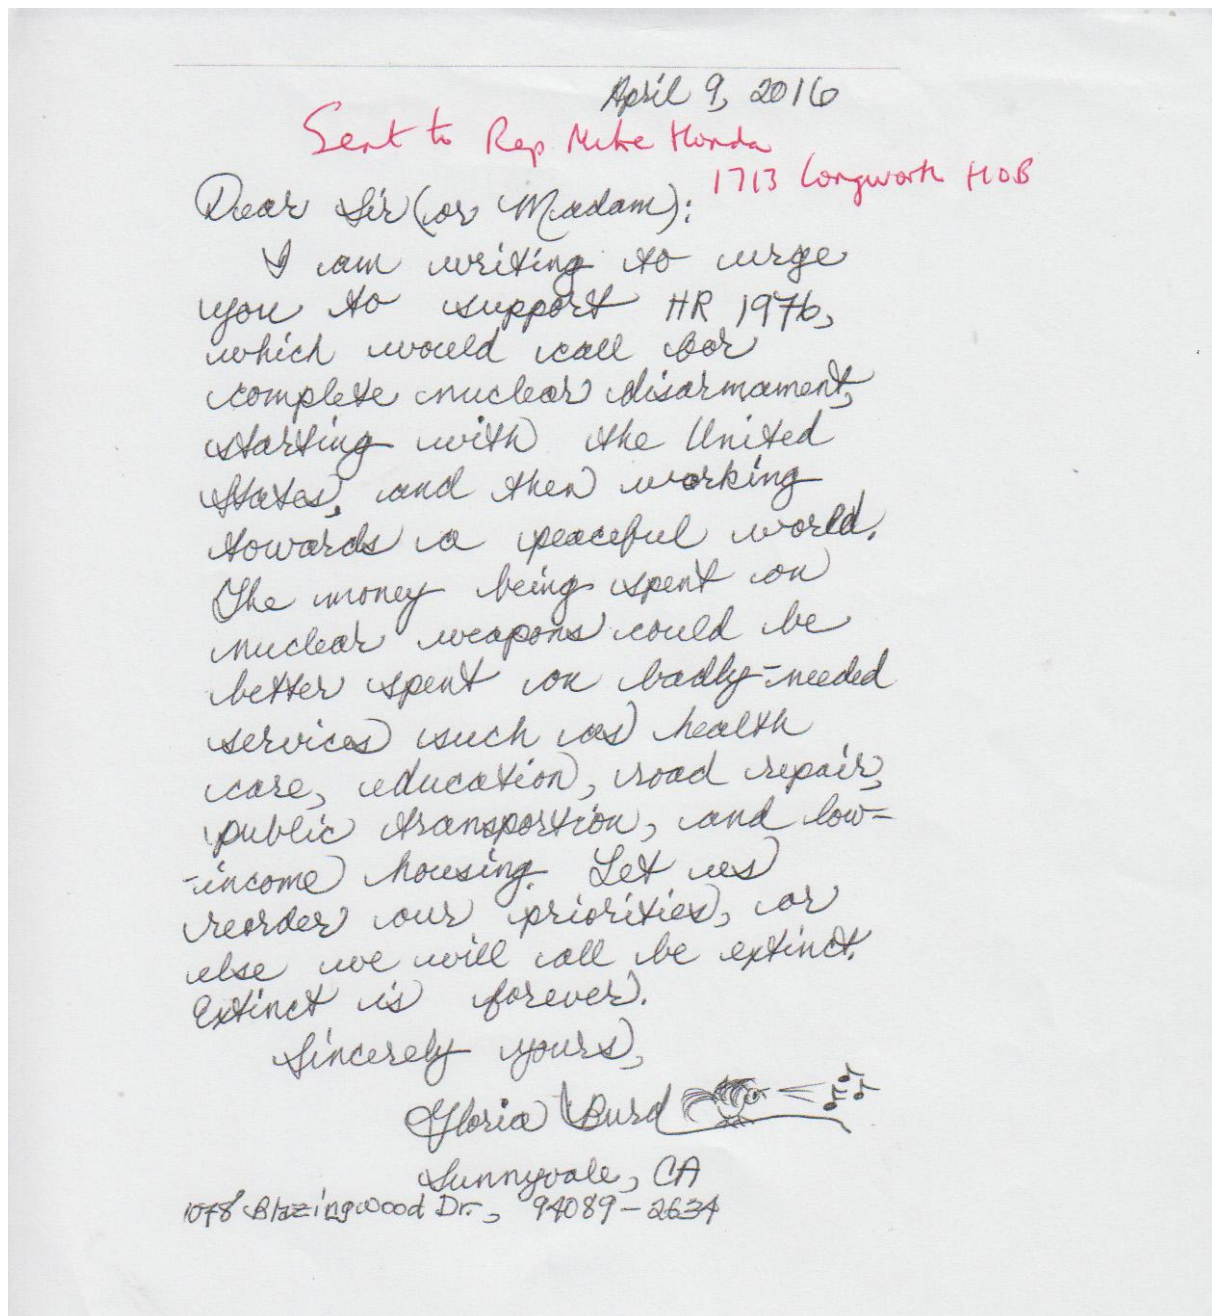 April 9, 2016
Sent to Rep Mike Honda
1713 Longworth HOB
Dear Sir (or Madam):
I am writing to urge
you to support HR 1976,
which would call for
complete nuclear disarmament,
starting with the United
States, and then working
towards a peaceful world.
The money being spent on
nuclear weapons could be
better spent on badly-needed
services such as health
care, education, road repair,
public transportion, and low-
-income housing. Let us
reorder our priorities, or
else we will all be extinct.
Extinct is forever.
Sincerely yours,
Gloria Burd
Sunnyvale, CA
1078 Blazingwood Dr., 94089-2634